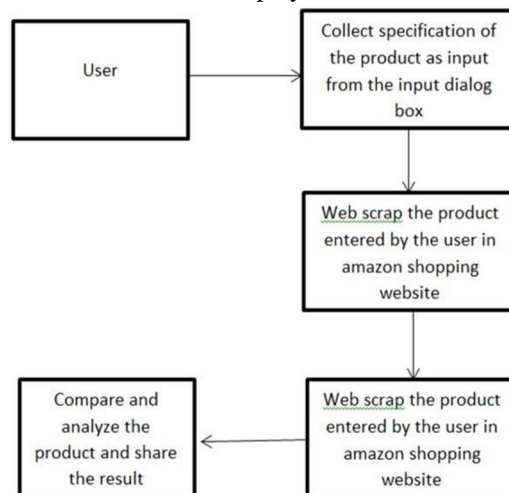 User
Collect specification of
the product as input
from the input dialog
box
Web scrap the product
entered by the user in
amazon shopping
website
Web scrap the product
entered by the user in
amazon shopping
website
Compare and
analyze the
product and share
the result